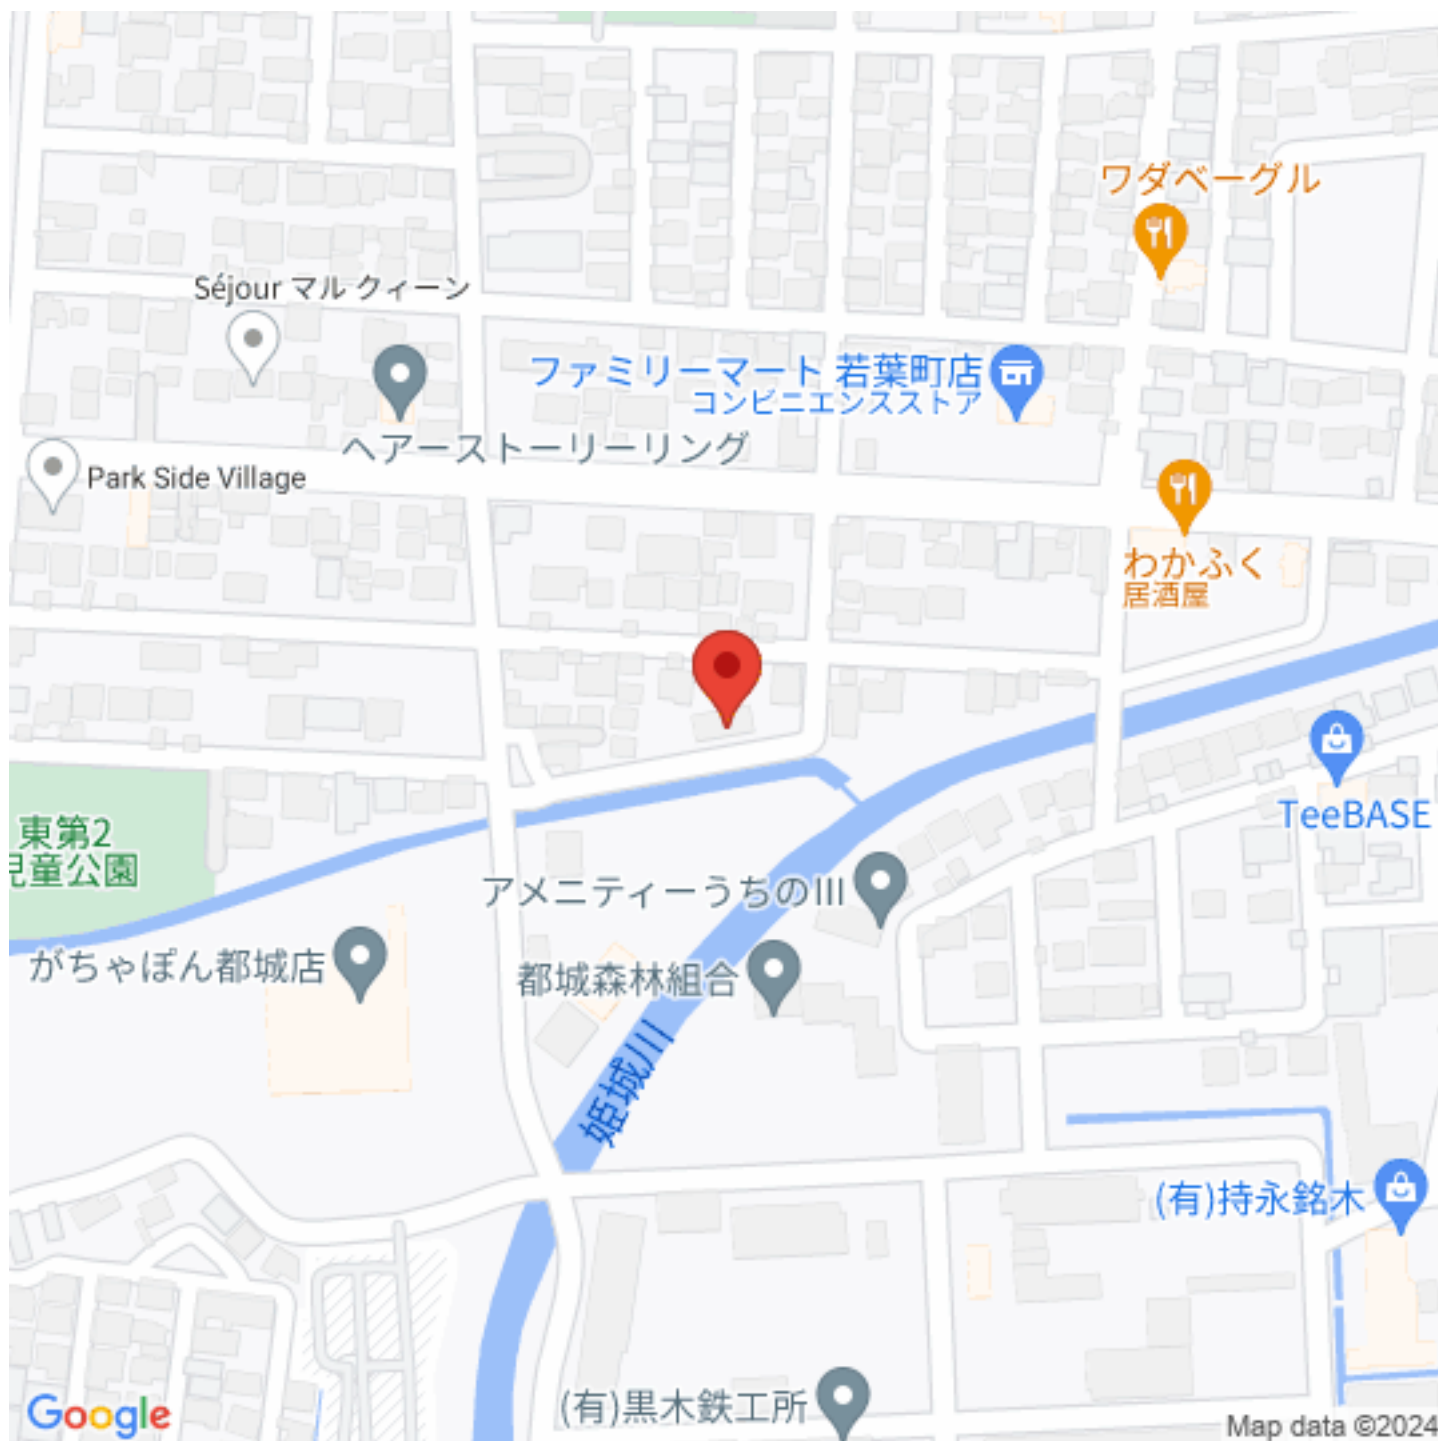 ワダベーグル
Séjour マル クィーン
ファミリーマート 若葉町店
コンビニエンスストア
ヘアーストーリーリング
Park Side Village
わかふく
居酒屋
TeeBASE
東第2
児童公園
アメニティーうちのIII
がちゃぽん都城店
都城森林組合
姫城川
(有)持永銘木
(有)黒木鉄工所
Google
Map data ©2024